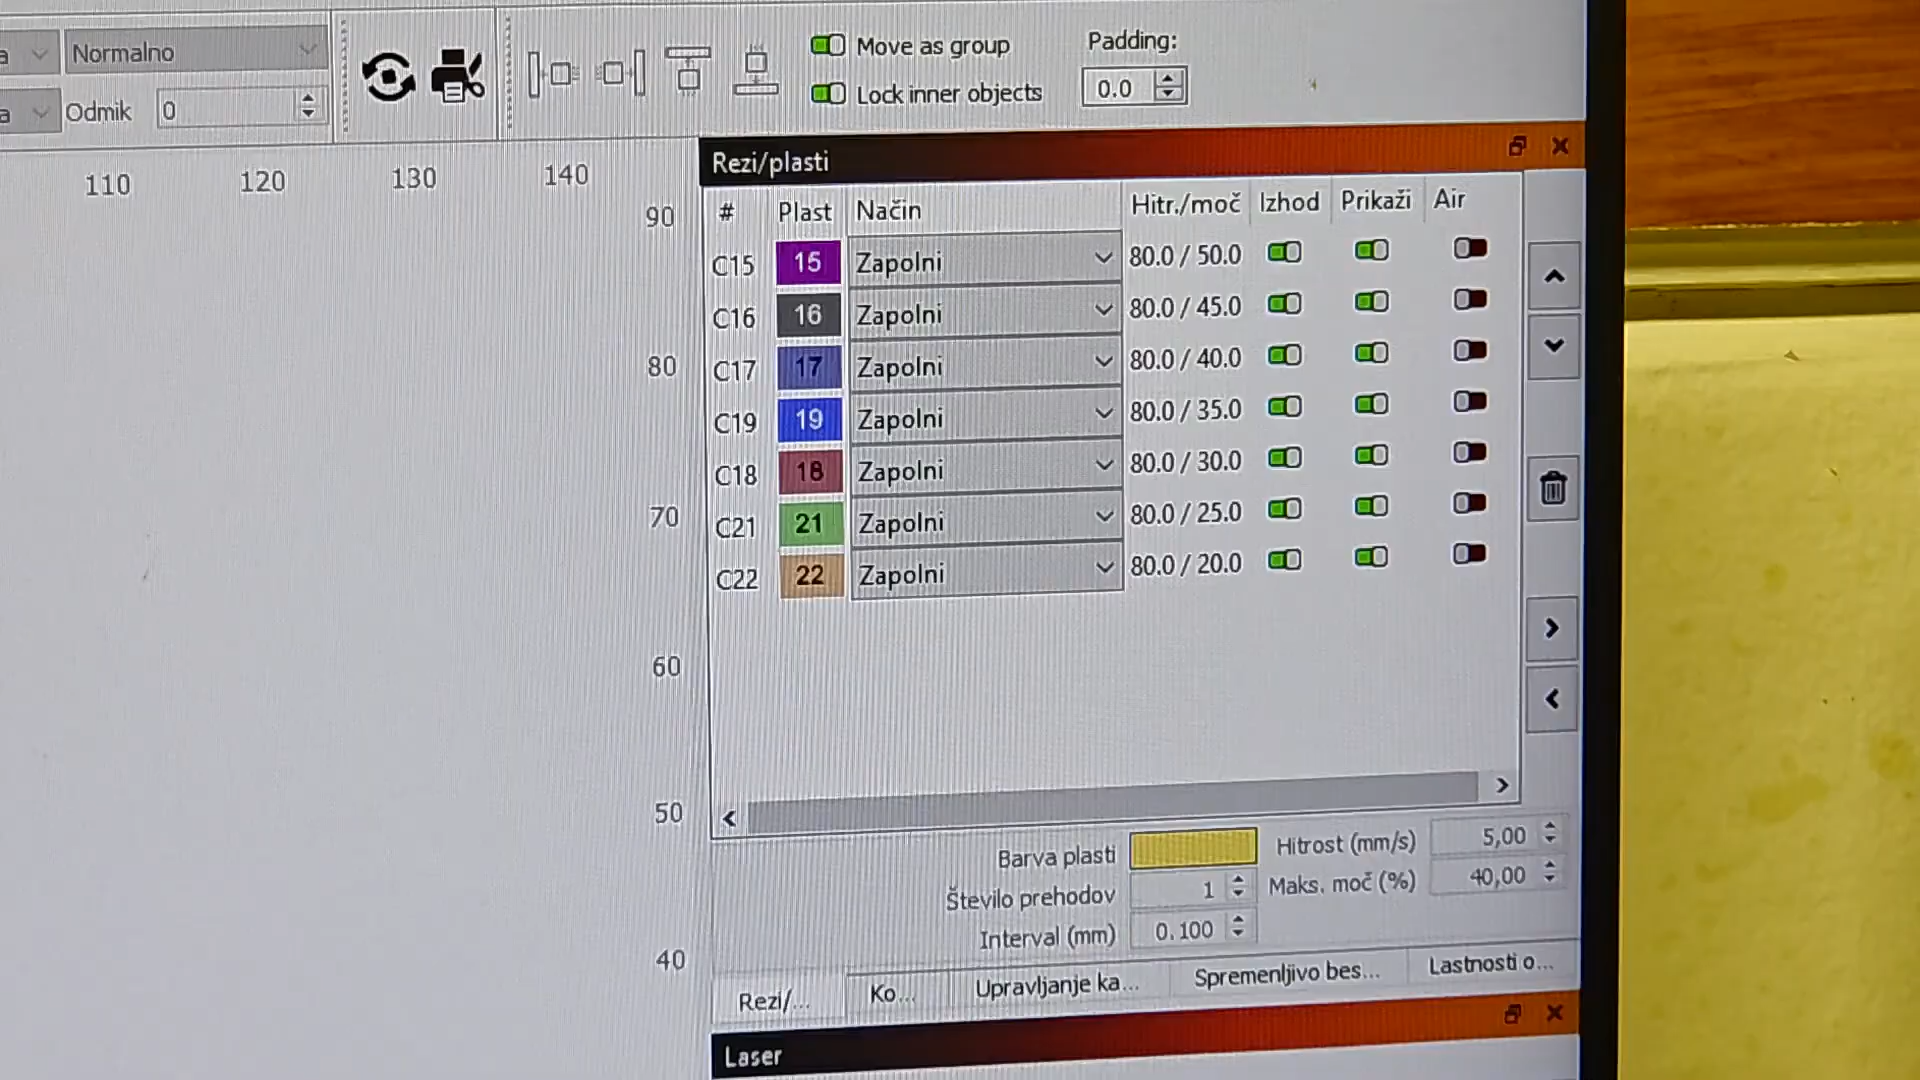 Normalno
Odmik 0
Move as group
Lock inner objects
Padding:
0.0
110 120 130 140
90
80
70
60
50
40
Rezi/plasti
# Plast Način Hitr./moč Izhod Prikaži Air
C15 15 Zapolni 80.0 / 50.0
C16 16 Zapolni 80.0 / 45.0
C17 17 Zapolni 80.0 / 40.0
C19 19 Zapolni 80.0 / 35.0
C18 18 Zapolni 80.0 / 30.0
C21 21 Zapolni 80.0 / 25.0
C22 22 Zapolni 80.0 / 20.0
Barva plasti Hitrost (mm/s) 5,00
Število prehodov 1 Maks. moč (%) 40,00
Interval (mm) 0.100
Rezi/... Ko... Upravljanje ka... Spremenljivo bes... Lastnosti o...
Laser